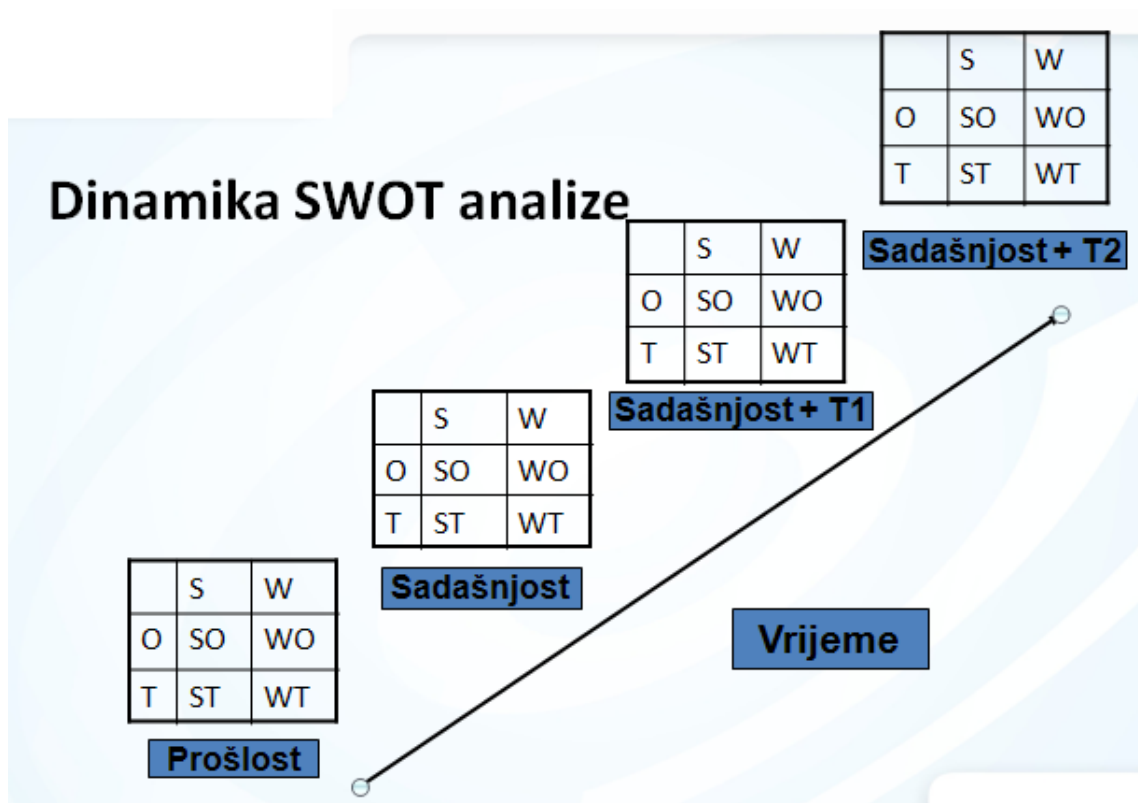 Dinamika SWOT analize
S W
O SO WO
T ST WT
Prošlost
S W
O SO WO
T ST WT
Sadašnjost
S W
O SO WO
T ST WT
Sadašnjost + T1
S W
O SO WO
T ST WT
Sadašnjost + T2
Vrijeme